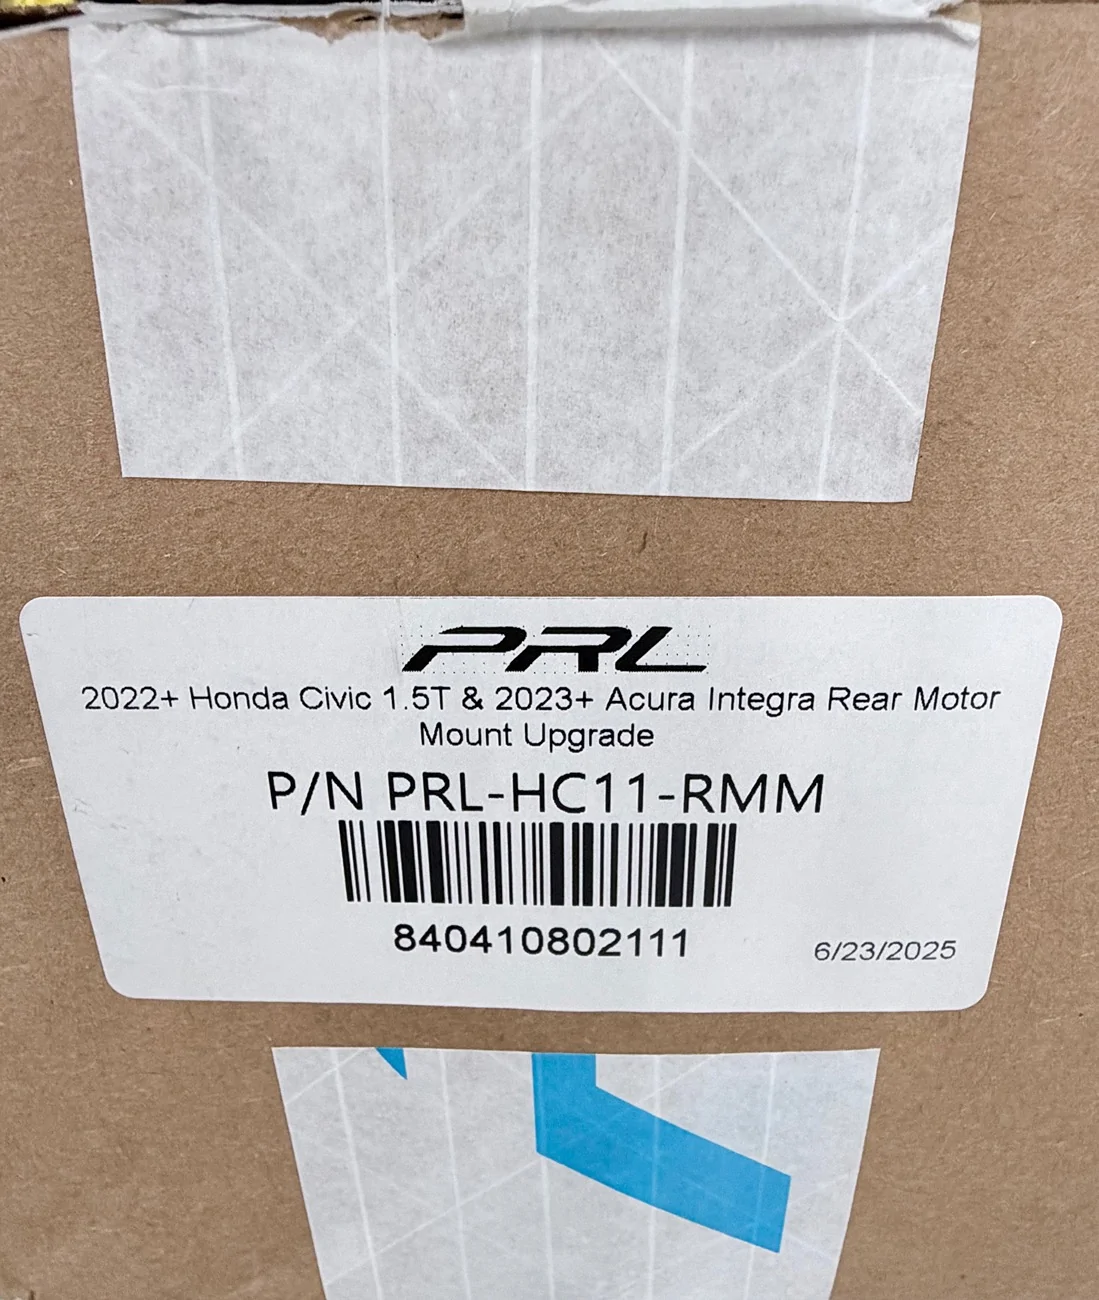 PRL
2022+ Honda Civic 1.5T & 2023+ Acura Integra Rear Motor
Mount Upgrade
P/N PRL-HC11-RMM
840410802111
6/23/2025